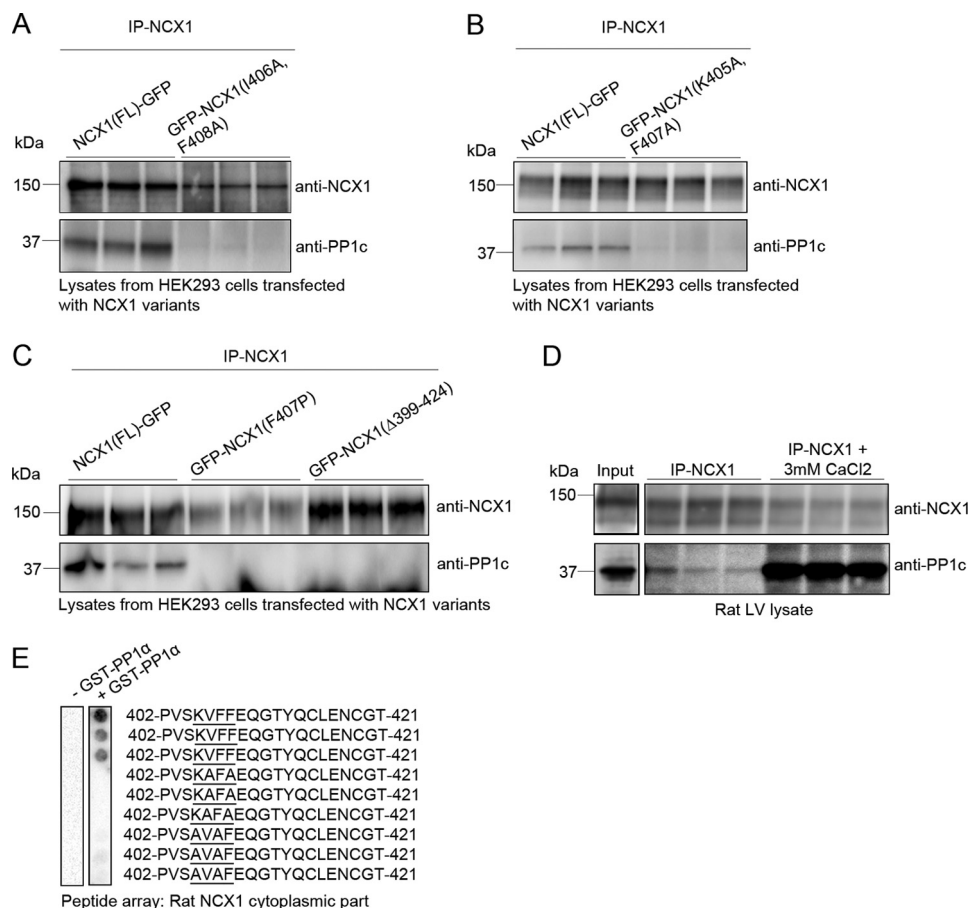 A
IP-NCX1
NCX1(FL)-GFP
GFP-NCX1(I406A,
F408A)
kDa
150
anti-NCX1
37
anti-PP1c
Lysates from HEK293 cells transfected
with NCX1 variants
B
IP-NCX1
NCX1(FL)-GFP
GFP-NCX1(K405A,
F407A)
kDa
150
anti-NCX1
37
anti-PP1c
Lysates from HEK293 cells transfected
with NCX1 variants
C
IP-NCX1
NCX1(FL)-GFP
GFP-NCX1(F407P)
GFP-NCX1(Δ399-424)
kDa
150
anti-NCX1
37
anti-PP1c
Lysates from HEK293 cells transfected with NCX1 variants
D
kDa
Input
IP-NCX1
IP-NCX1 +
3mM CaCl2
150
anti-NCX1
37
anti-PP1c
Rat LV lysate
E
- GST-PP1α
+ GST-PP1α
402-PVSKVFFEQGTYQCLENCGT-421
402-PVSKVFFEQGTYQCLENCGT-421
402-PVSKVFFEQGTYQCLENCGT-421
402-PVSKAFAEQGTYQCLENCGT-421
402-PVSKAFAEQGTYQCLENCGT-421
402-PVSKAFAEQGTYQCLENCGT-421
402-PVSAVAFEQGTYQCLENCGT-421
402-PVSAVAFEQGTYQCLENCGT-421
402-PVSAVAFEQGTYQCLENCGT-421
Peptide array: Rat NCX1 cytoplasmic part